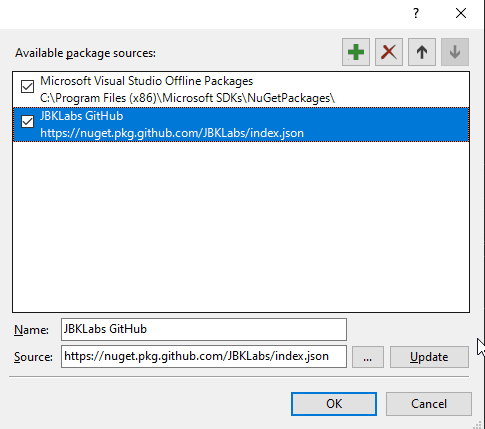 ?
Available package sources:
Microsoft Visual Studio Offline Packages
C:\Program Files (x86)\Microsoft SDKs\NuGetPackages\
JBKLabs GitHub
https://nuget.pkg.github.com/JBKLabs/index.json
Name: JBKLabs GitHub
Source: https://nuget.pkg.github.com/JBKLabs/index.json ... Update
OK Cancel